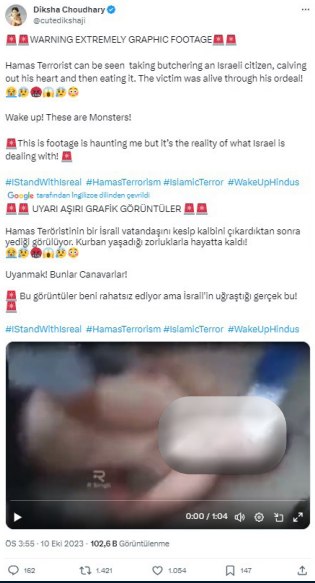 Diksha Choudhary
@cutedikshaji
🚨🚨WARNING EXTREMELY GRAPHIC FOOTAGE🚨🚨
Hamas Terrorist can be seen taking butchering an Israeli citizen, calving
out his heart and then eating it. The victim was alive through his ordeal!
😭😰🤬😱😰😳
Wake up! These are Monsters!
🚨This is footage is haunting me but it's the reality of what Israel is
dealing with! 🚨
#IStandWithIsreal #HamasTerrorism #IslamicTerror #WakeUpHindus
Google tarafından İngilizce dilinden çevrildi
🚨🚨 UYARI AŞIRI GRAFİK GÖRÜNTÜLER 🚨🚨
Hamas Teröristinin bir İsrail vatandaşını kesip kalbini çıkardıktan sonra
yediği görülüyor. Kurban yaşadığı zorluklarla hayatta kaldı!
😭😰🤬😱😰😳
Uyanmak! Bunlar Canavarlar!
🚨 Bu görüntüler beni rahatsız ediyor ama İsrail'in uğraştığı gerçek bu!
🚨
#IStandWithIsreal #HamasTerrorism #IslamicTerror #WakeUpHindus
R
R Singh
0:00 / 1:04
ÖS 3:55 · 10 Eki 2023 · 102,6 B Görüntülenme
162 1.421 1.054 147